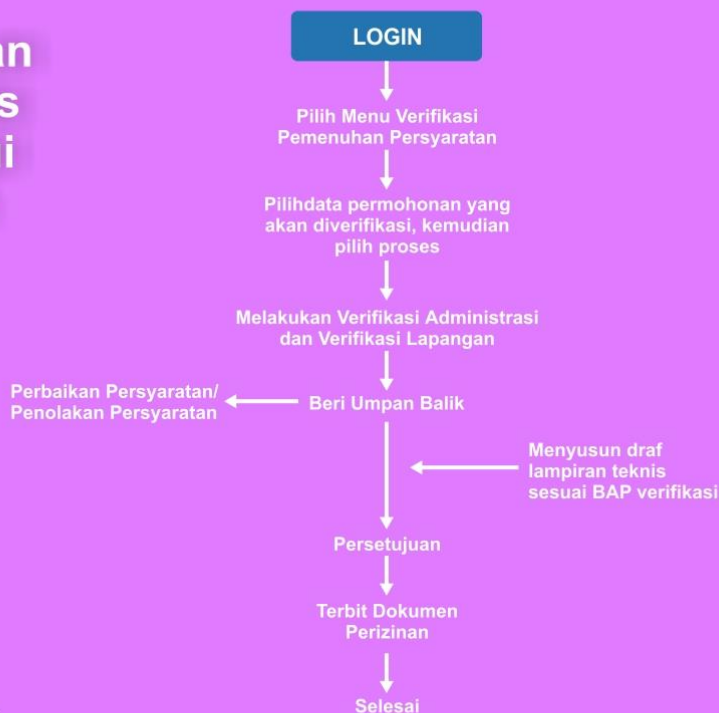 LOGIN
Pilih Menu Verifikasi
Pemenuhan Persyaratan
Pilihdata permohonan yang
akan diverifikasi, kemudian
pilih proses
Melakukan Verifikasi Administrasi
dan Verifikasi Lapangan
Perbaikan Persyaratan/
Penolakan Persyaratan
Beri Umpan Balik
Menyusun draf
lampiran teknis
sesuai BAP verifikasi
Persetujuan
Terbit Dokumen
Perizinan
Selesai